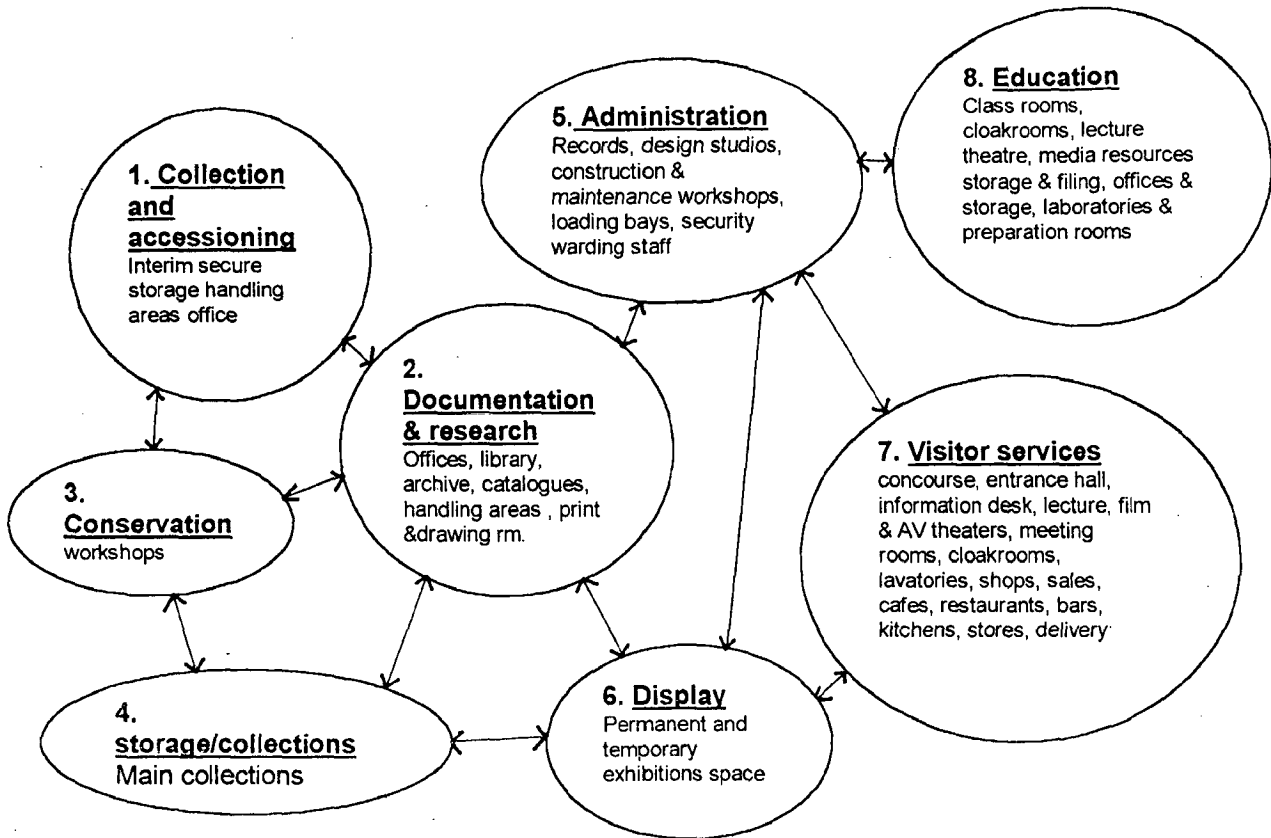 1. Collection
and
accessioning
Interim secure
storage handling
areas office
2.
Documentation
& research
Offices, library,
archive, catalogues,
handling areas , print
&drawing rm.
3.
Conservation
workshops
4.
storage/collections
Main collections
5. Administration
Records, design studios,
construction &
maintenance workshops,
loading bays, security
warding staff
6. Display
Permanent and
temporary
exhibitions space
7. Visitor services
concourse, entrance hall,
information desk, lecture, film
& AV theaters, meeting
rooms, cloakrooms,
lavatories, shops, sales,
cafes, restaurants, bars,
kitchens, stores, delivery
8. Education
Class rooms,
cloakrooms, lecture
theatre, media resources
storage & filing, offices &
storage, laboratories &
preparation rooms